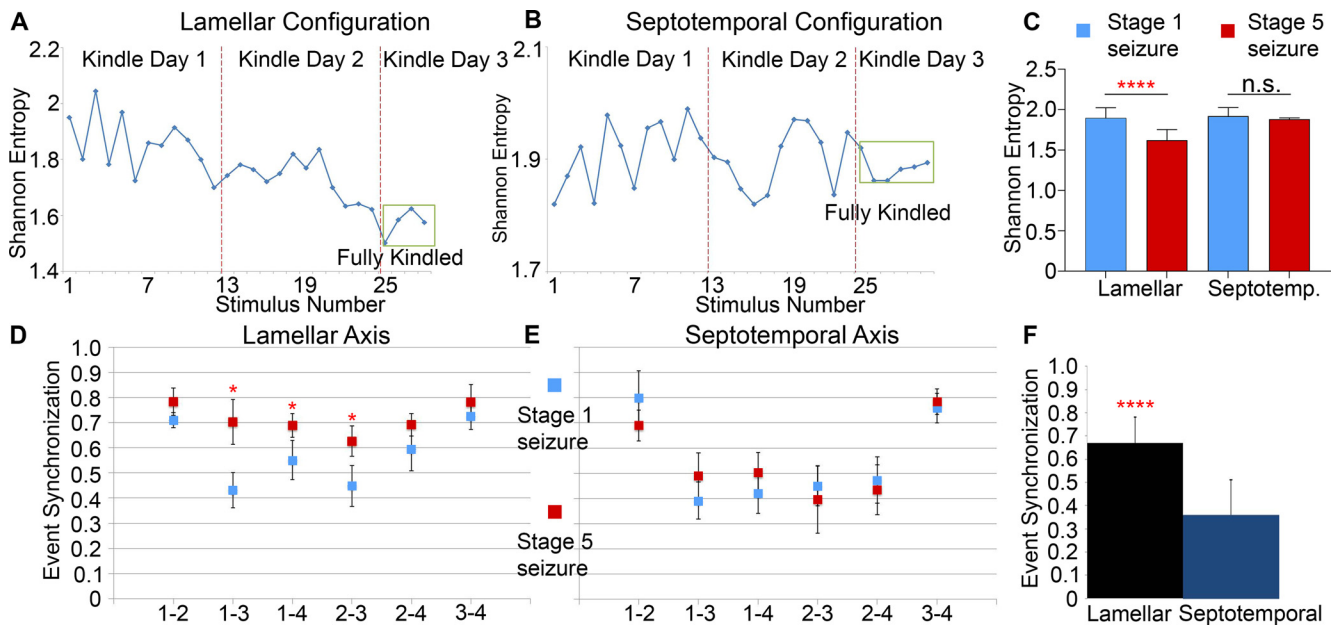 A
Lamellar Configuration
Shannon Entropy
2.2
2
1.8
1.6
1.4
Kindle Day 1
Kindle Day 2
Kindle Day 3
Fully Kindled
1
7
13
19
25
Stimulus Number
B
Septotemporal Configuration
Shannon Entropy
2.1
1.9
1.7
Kindle Day 1
Kindle Day 2
Kindle Day 3
Fully Kindled
1
7
13
19
25
Stimulus Number
C
Stage 1
seizure
Stage 5
seizure
Shannon Entropy
2.5
2.0
1.5
1.0
0.5
0
****
n.s.
Lamellar
Septotemp.
D
Lamellar Axis
Event Synchronization
1.0
0.9
0.8
0.7
0.6
0.5
0.4
0.3
0.2
0.1
0
*
*
*
1-2
1-3
1-4
2-3
2-4
3-4
E
Septotemporal Axis
Stage 1
seizure
Stage 5
seizure
1-2
1-3
1-4
2-3
2-4
3-4
F
Event Synchronization
1.0
0.9
0.8
0.7
0.6
0.5
0.4
0.3
0.2
0.1
0
****
Lamellar
Septotemporal